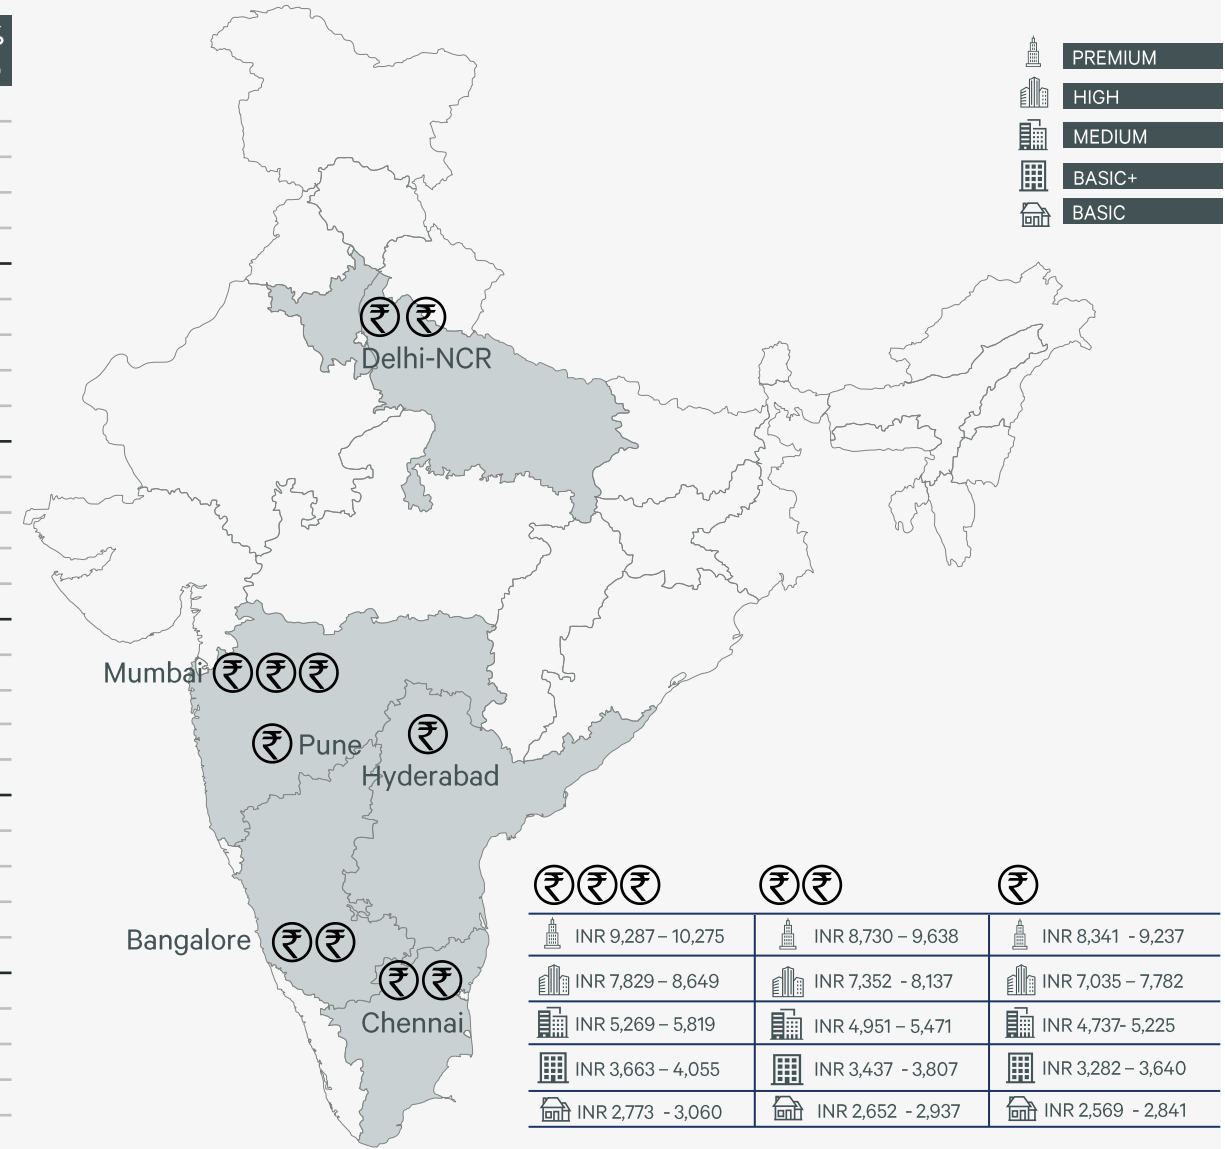 PREMIUM
HIGH
MEDIUM
BASIC+
BASIC
₹ ₹
Delhi-NCR
Mumbai ₹ ₹ ₹
₹ Pune
₹
Hyderabad
Bangalore ₹ ₹
₹ ₹
Chennai
₹ ₹ ₹ ₹ ₹ ₹
INR 9,287 – 10,275 INR 8,730 – 9,638 INR 8,341 - 9,237
INR 7,829 – 8,649 INR 7,352 - 8,137 INR 7,035 – 7,782
INR 5,269 – 5,819 INR 4,951 – 5,471 INR 4,737- 5,225
INR 3,663 – 4,055 INR 3,437 - 3,807 INR 3,282 – 3,640
INR 2,773 - 3,060 INR 2,652 - 2,937 INR 2,569 - 2,841